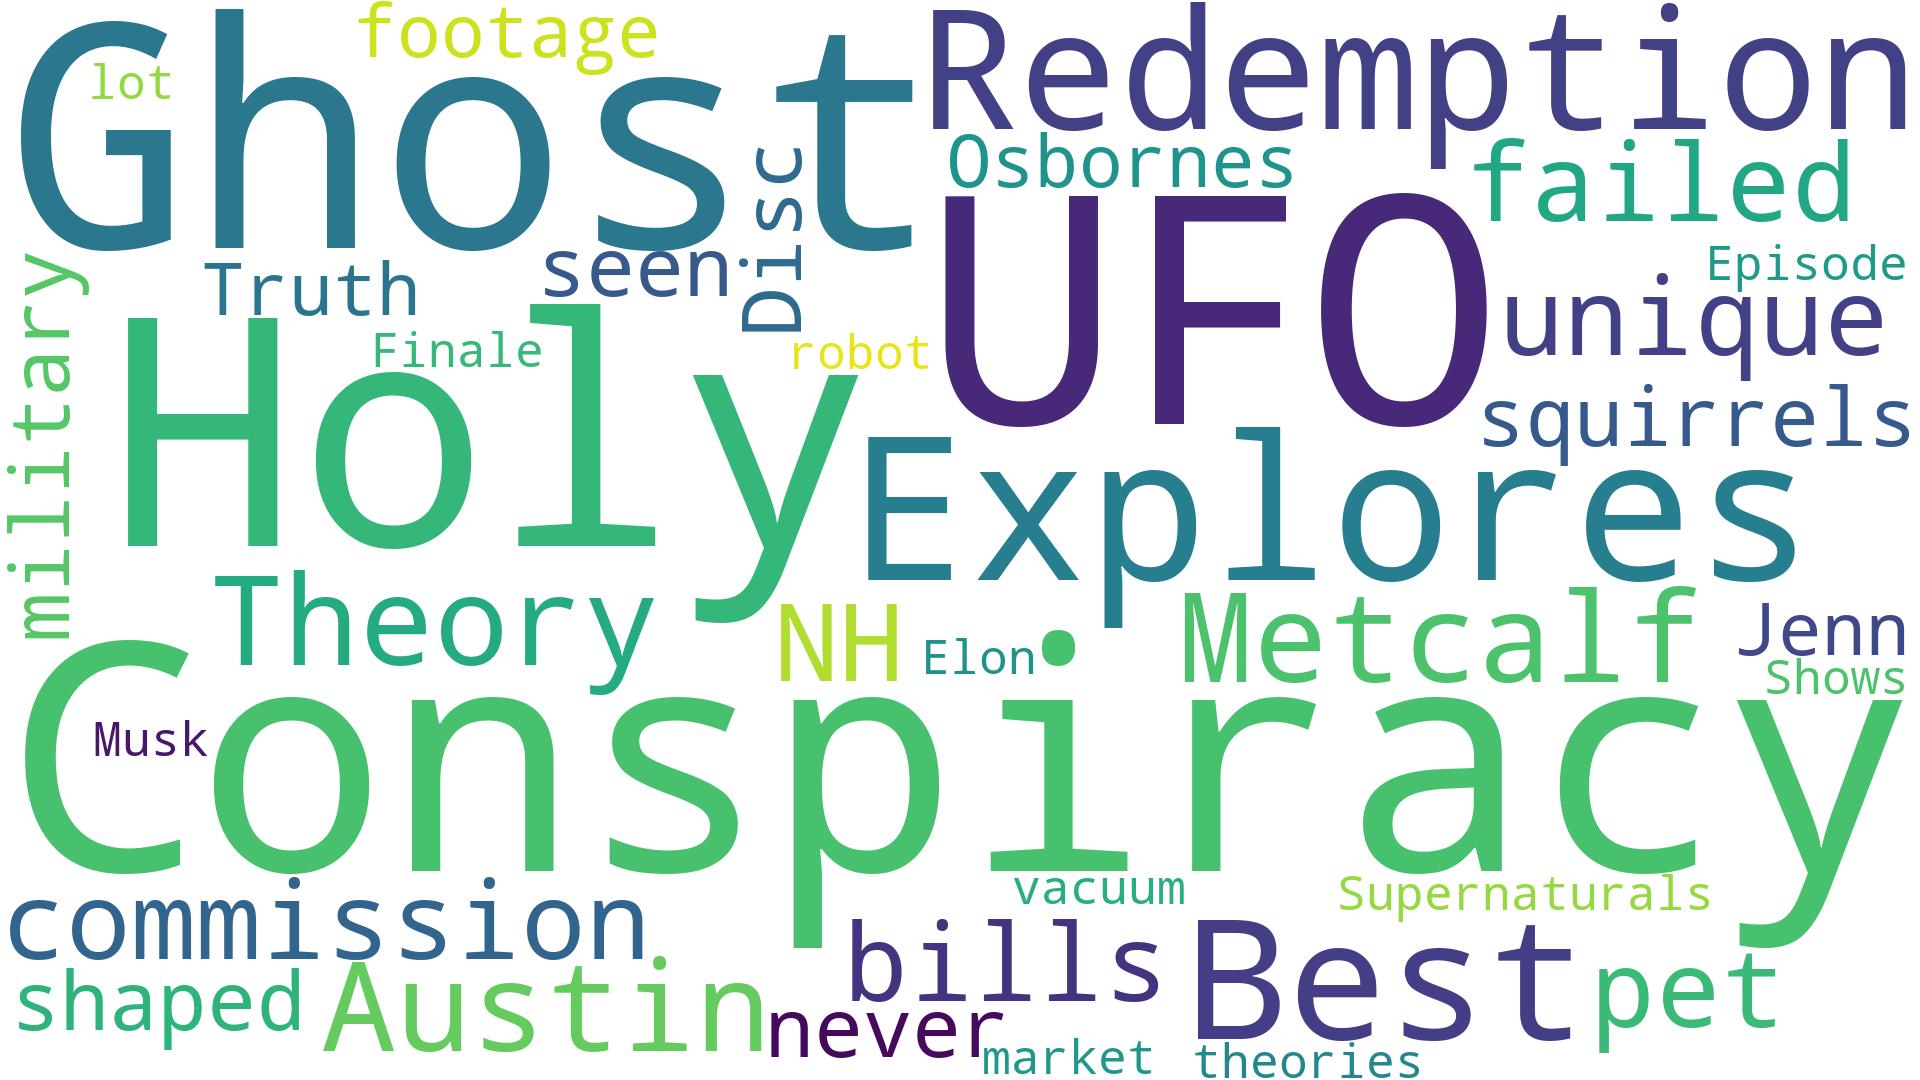 footage
Redemption
Ghost
lot
Osbornes
failed
Disc
UFO
Truth
seen
Episode
military
unique
Holy
Finale
robot
squirrels
Explores
Theory
NH
Elon
Metcalf
Jenn
Shows
Conspiracy
Musk
vacuum
Supernaturals
commission
bills
Best
pet
shaped
Austin
never
market
theories